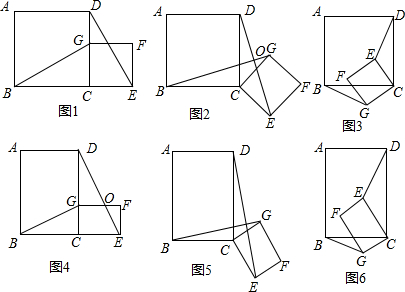 A D G F B C E
图1
A D O G B C F E
图2
A D E F B C G
图3
A D G O F B C E
图4
A D G B C F E
图5
A D E F B C G
图6